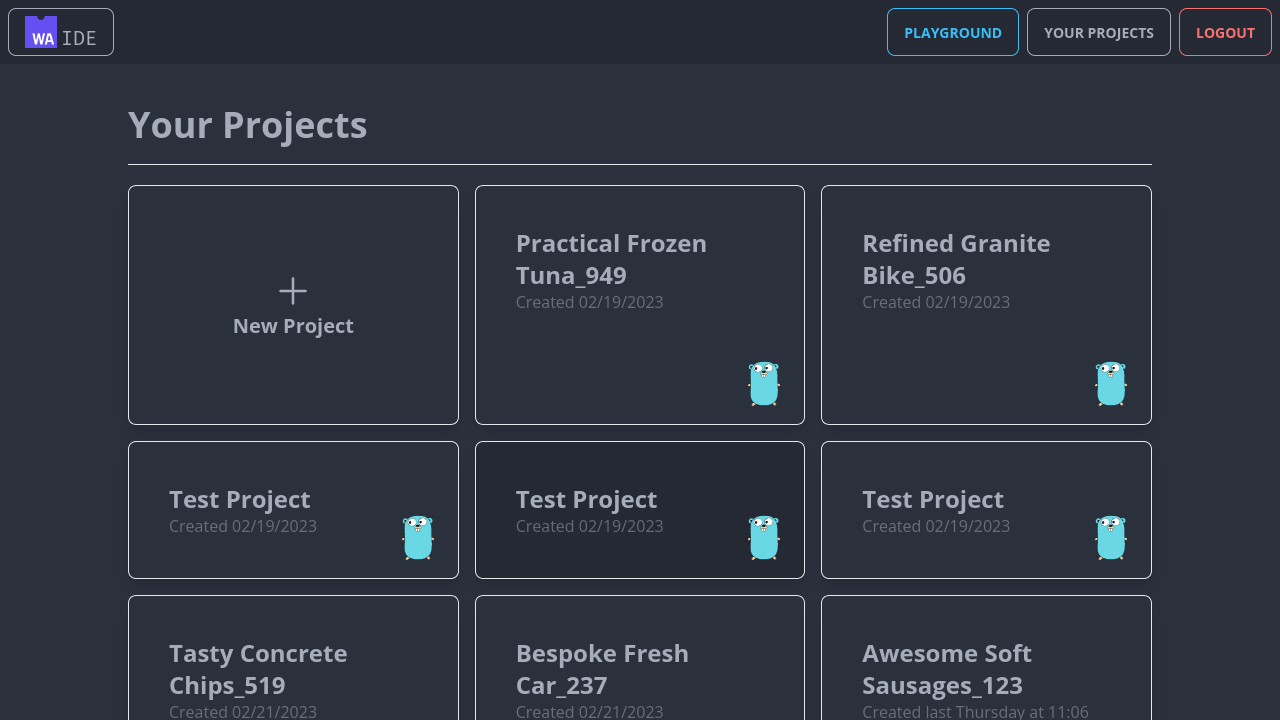 WA IDE
PLAYGROUND
YOUR PROJECTS
LOGOUT
Your Projects
New Project
Practical Frozen
Tuna_949
Created 02/19/2023
Refined Granite
Bike_506
Created 02/19/2023
Test Project
Created 02/19/2023
Test Project
Created 02/19/2023
Test Project
Created 02/19/2023
Tasty Concrete
Chips_519
Created 02/21/2023
Bespoke Fresh
Car_237
Created 02/21/2023
Awesome Soft
Sausages_123
Created last Thursday at 11:06